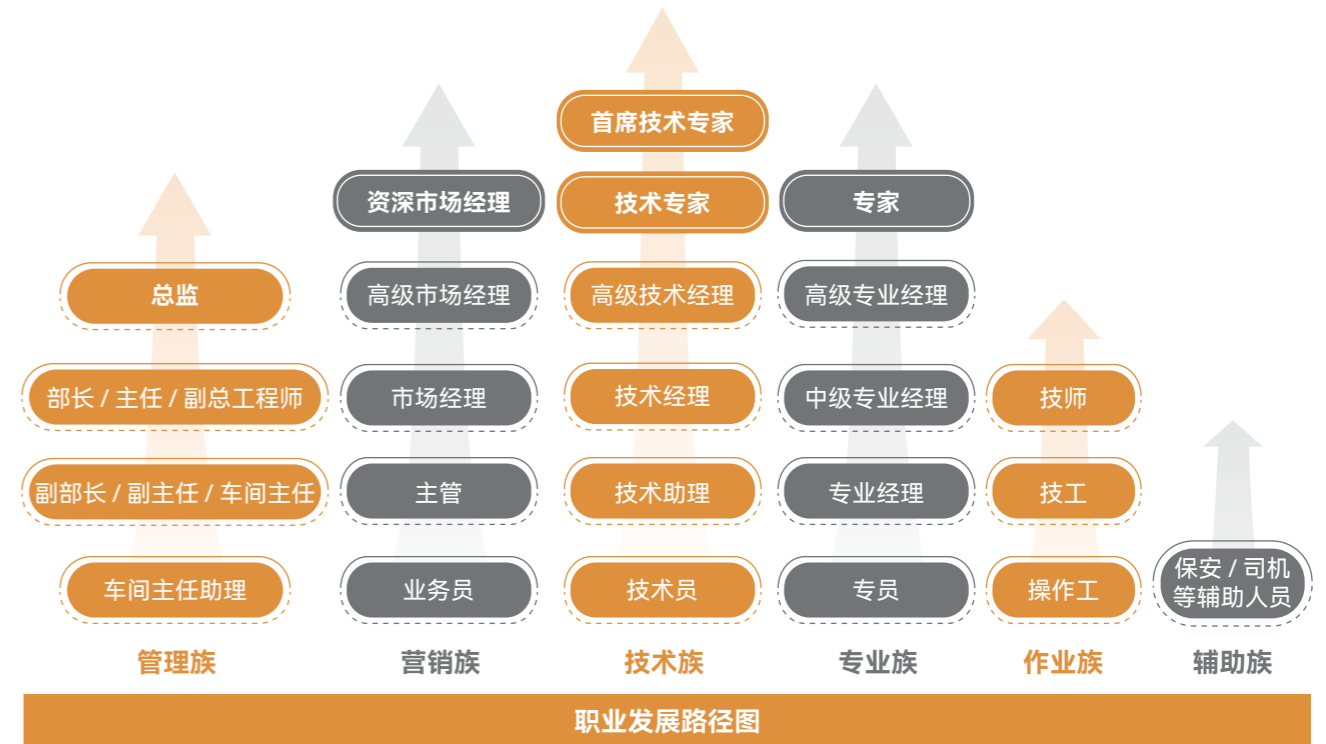 首席技术专家
资深市场经理
技术专家
专家
总监
高级市场经理
高级技术经理
高级专业经理
部长 / 主任 / 副总工程师
市场经理
技术经理
中级专业经理
技师
副部长 / 副主任 / 车间主任
主管
技术助理
专业经理
技工
车间主任助理
业务员
技术员
专员
操作工
保安 / 司机
等辅助人员
管理族
营销族
技术族
专业族
作业族
辅助族
职业发展路径图